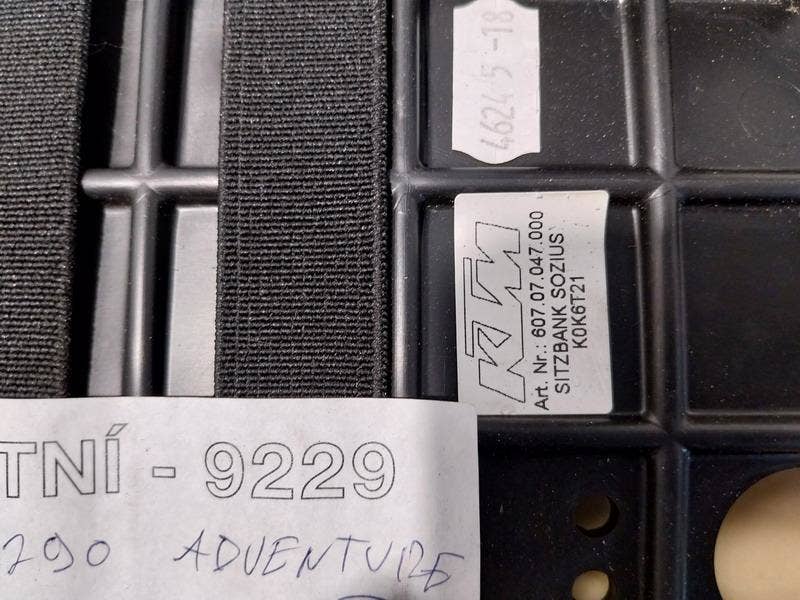 46245-18
KTM
Art. Nr.: 607.07.047.000
SITZBANK SOZIUS
K0K6T21
TNÍ - 9229
290 ADVENTURE